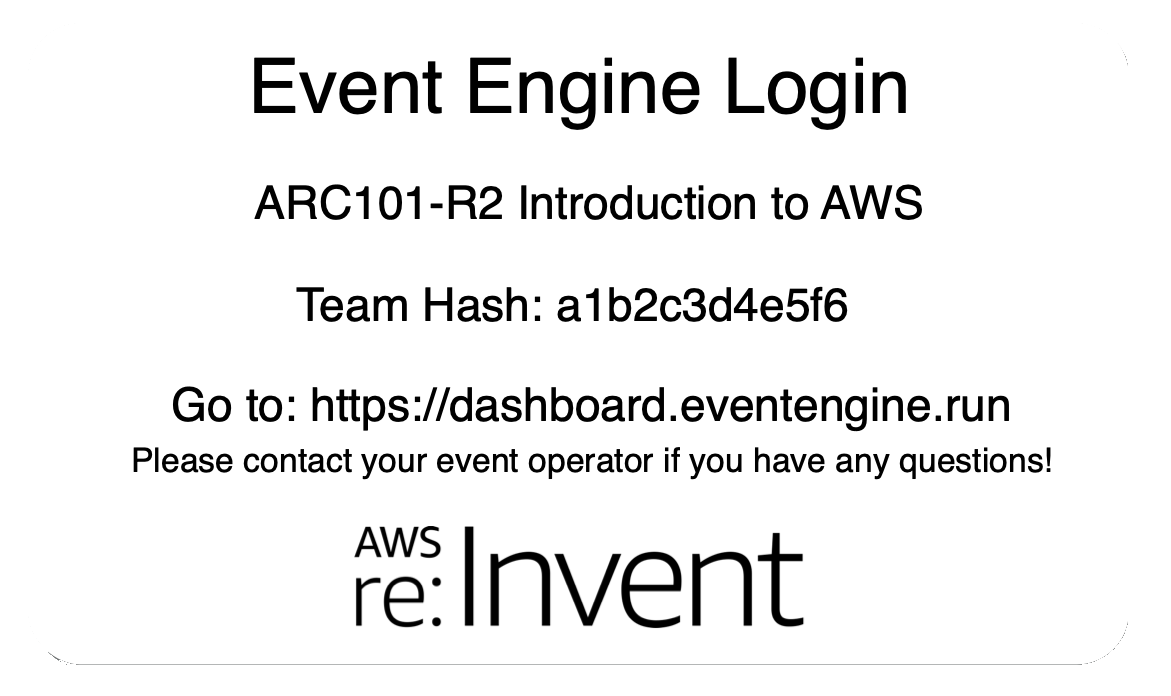 Event Engine Login
ARC101-R2 Introduction to AWS
Team Hash: a1b2c3d4e5f6
Go to: https://dashboard.eventengine.run
Please contact your event operator if you have any questions!
AWS
re:Invent